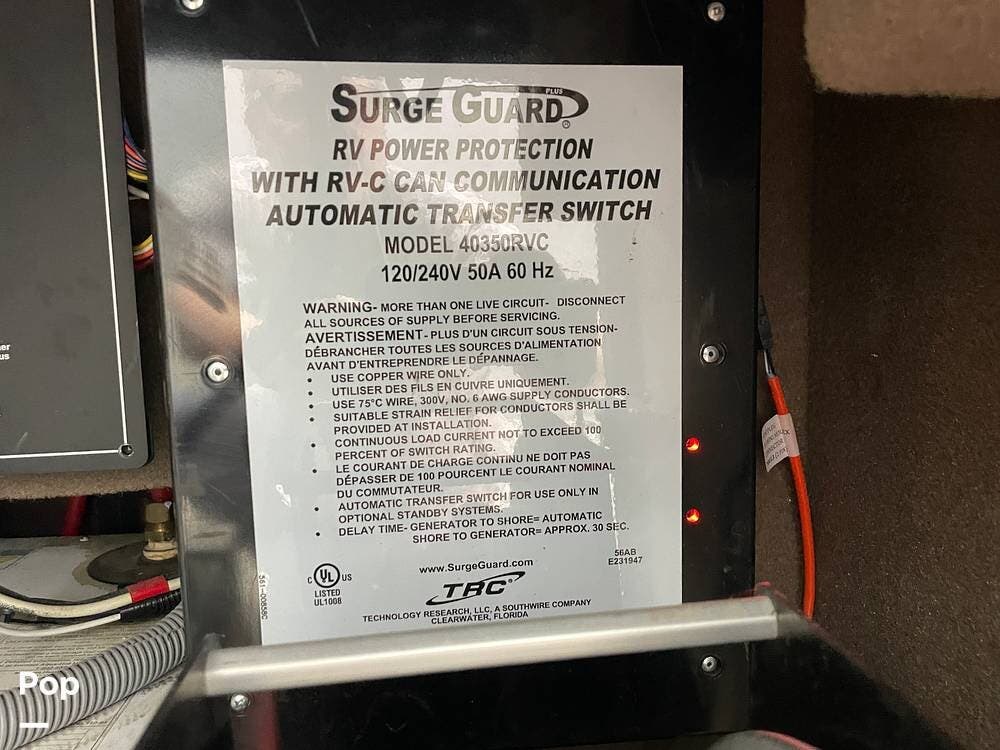 SURGE GUARD PLUS
®
RV POWER PROTECTION
WITH RV-C CAN COMMUNICATION
AUTOMATIC TRANSFER SWITCH
MODEL 40350RVC
120/240V 50A 60 Hz
WARNING- MORE THAN ONE LIVE CIRCUIT- DISCONNECT
ALL SOURCES OF SUPPLY BEFORE SERVICING.
AVERTISSEMENT- PLUS D'UN CIRCUIT SOUS TENSION-
DÉBRANCHER TOUTES LES SOURCES D'ALIMENTATION
AVANT D'ENTREPRENDRE LE DÉPANNAGE.
• USE COPPER WIRE ONLY.
• UTILISER DES FILS EN CUIVRE UNIQUEMENT.
• USE 75°C WIRE, 300V, NO. 6 AWG SUPPLY CONDUCTORS.
• SUITABLE STRAIN RELIEF FOR CONDUCTORS SHALL BE
PROVIDED AT INSTALLATION.
• CONTINUOUS LOAD CURRENT NOT TO EXCEED 100
PERCENT OF SWITCH RATING.
• LE COURANT DE CHARGE CONTINU NE DOIT PAS
DÉPASSER DE 100 POURCENT LE COURANT NOMINAL
DU COMMUTATEUR.
• AUTOMATIC TRANSFER SWITCH FOR USE ONLY IN
OPTIONAL STANDBY SYSTEMS.
• DELAY TIME- GENERATOR TO SHORE= AUTOMATIC
SHORE TO GENERATOR= APPROX. 30 SEC.
56AB
E231947
www.SurgeGuard.com
C UL US
LISTED
UL1008
TRC®
TECHNOLOGY RESEARCH, LLC, A SOUTHWIRE COMPANY
CLEARWATER, FLORIDA
Pop